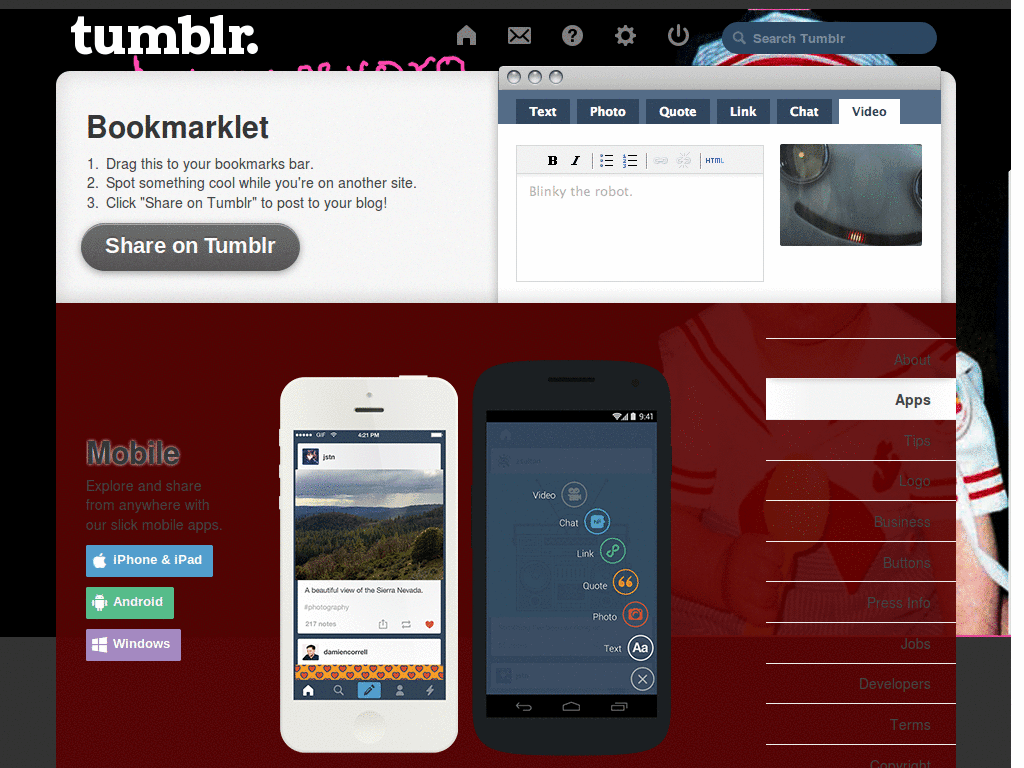 tumblr.
Search Tumblr
Bookmarklet
1. Drag this to your bookmarks bar.
2. Spot something cool while you're on another site.
3. Click "Share on Tumblr" to post to your blog!
Share on Tumblr
Text Photo Quote Link Chat Video
B I HTML
Blinky the robot.
About
Apps
Tips
Logo
Business
Buttons
Press Info
Jobs
Developers
Terms
Copyright
Mobile
Explore and share
from anywhere with
our slick mobile apps.
iPhone & iPad
Android
Windows
GIF 4:21 PM
jstn
A beautiful view of the Sierra Nevada.
#photography
217 notes
damiencorrell
9:41
Video
Chat
Link
Quote
Photo
Text Aa